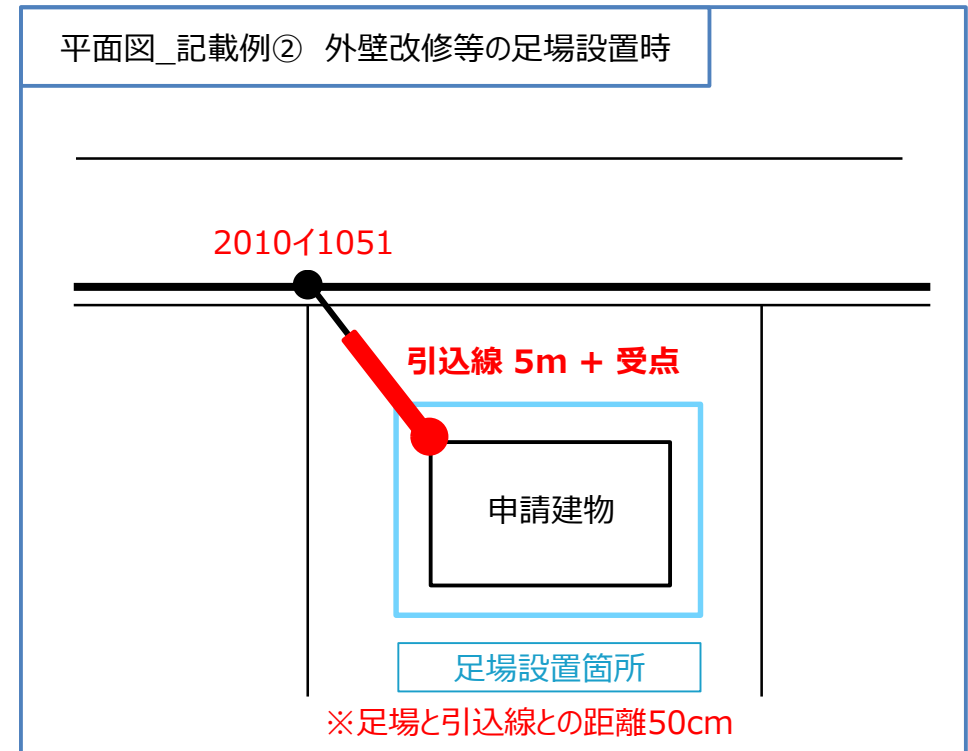 平面図_記載例② 外壁改修等の足場設置時
2010イ1051
引込線 5m + 受点
申請建物
足場設置箇所
※足場と引込線との距離50cm